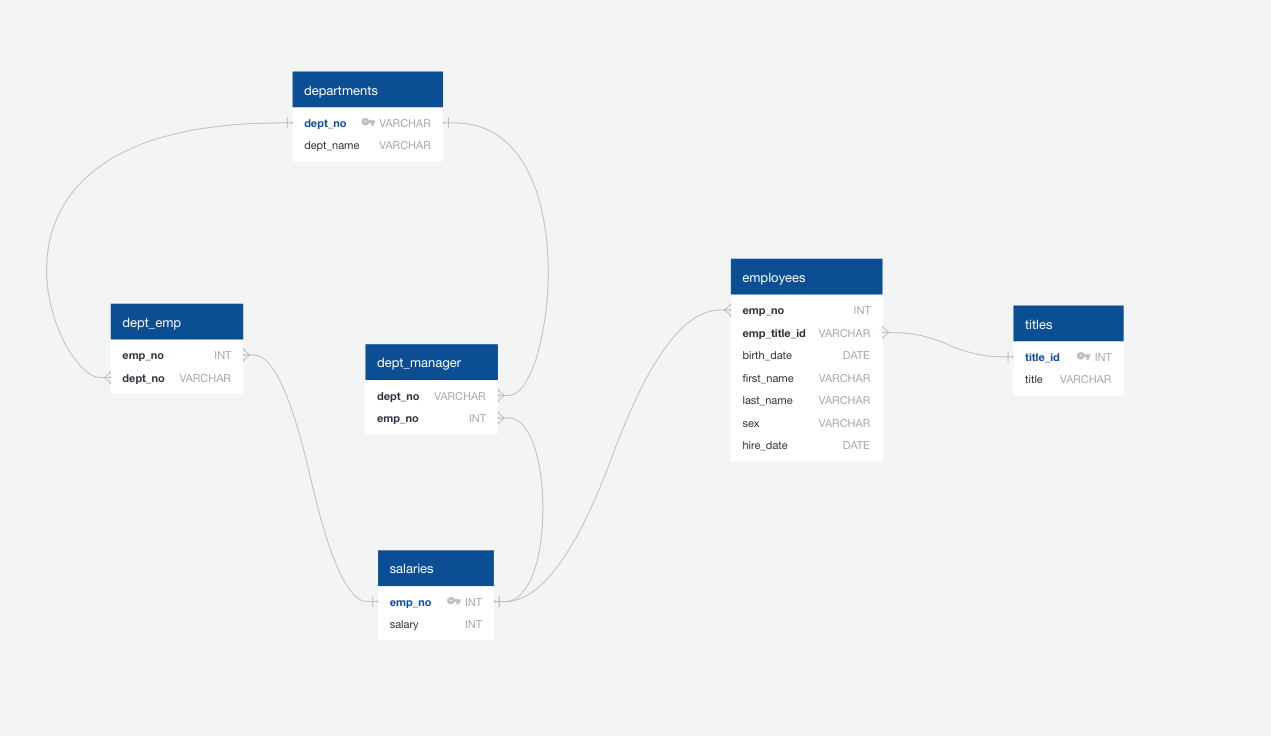 departments
dept_no VARCHAR
dept_name VARCHAR
employees
emp_no INT
emp_title_id VARCHAR
birth_date DATE
first_name VARCHAR
last_name VARCHAR
sex VARCHAR
hire_date DATE
titles
title_id INT
title VARCHAR
dept_emp
emp_no INT
dept_no VARCHAR
dept_manager
dept_no VARCHAR
emp_no INT
salaries
emp_no INT
salary INT